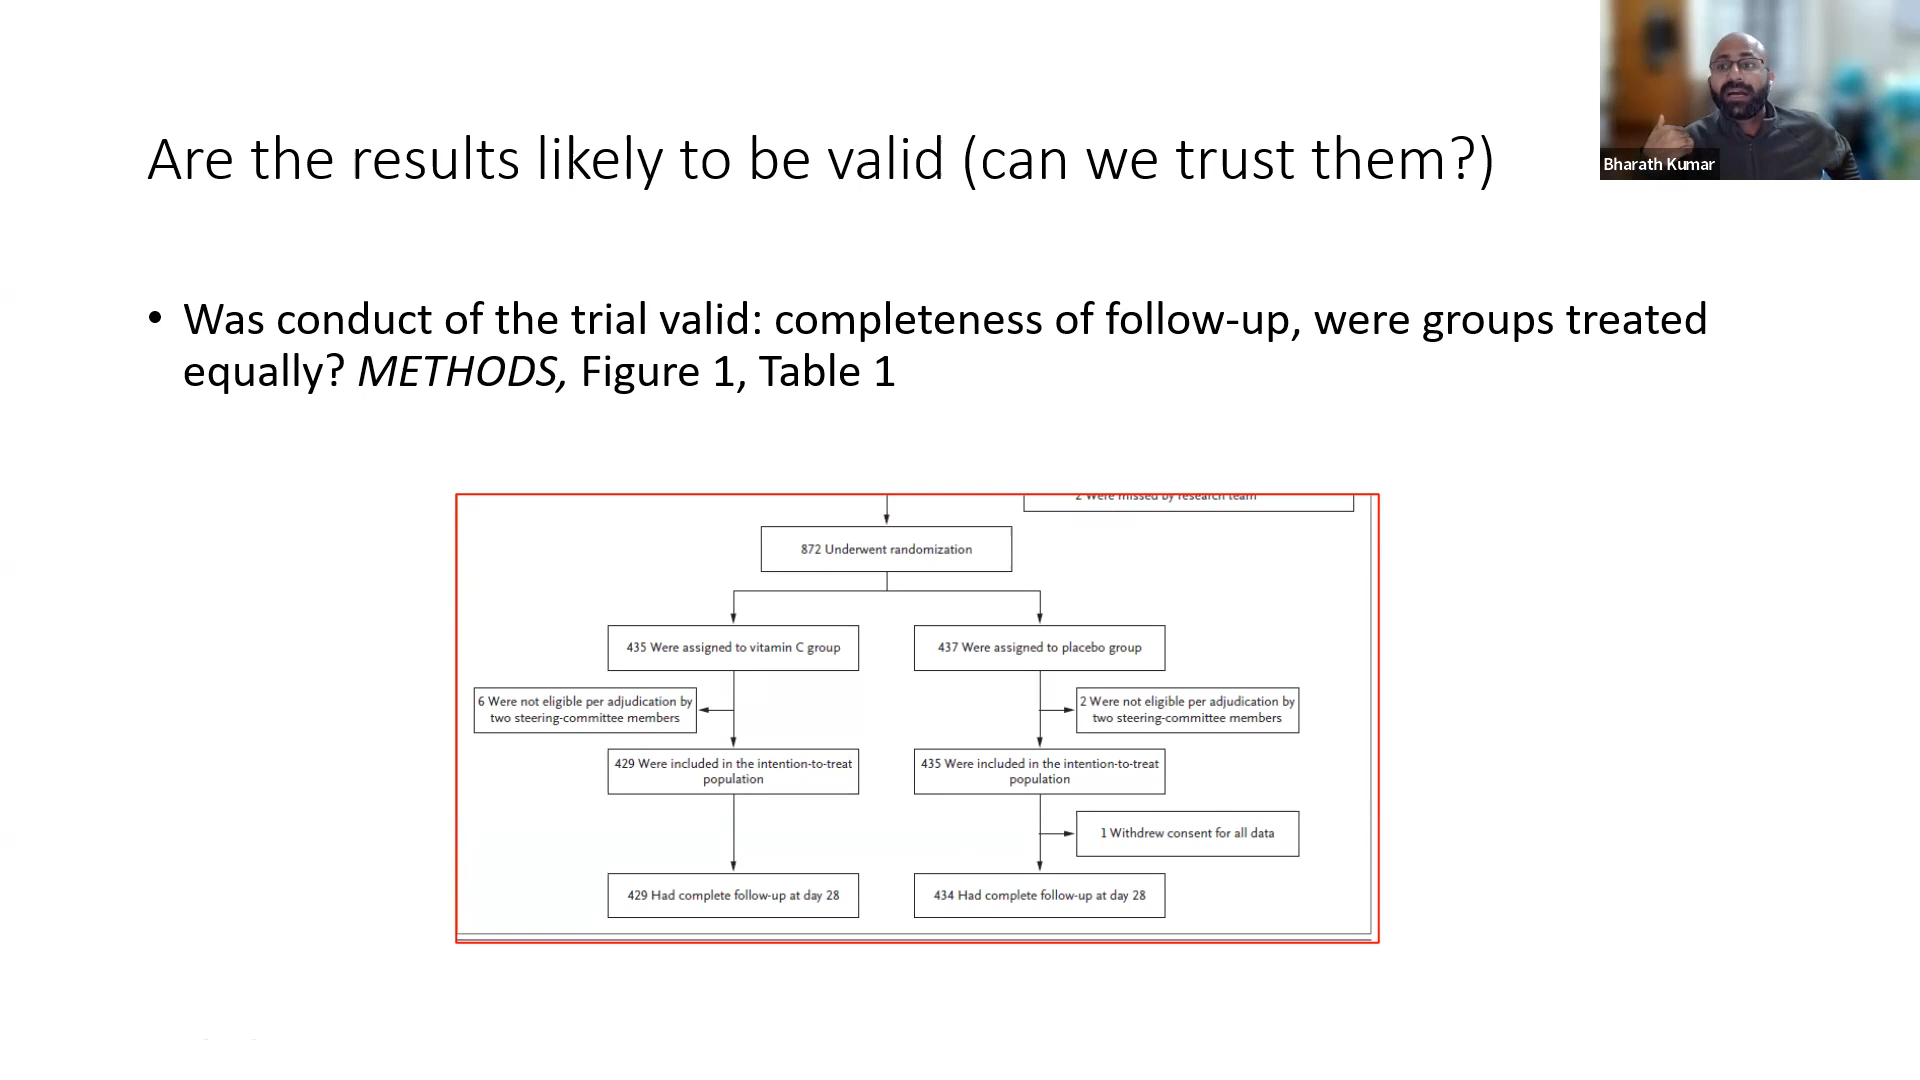 Are the results likely to be valid (can we trust them?)
Bharath Kumar
• Was conduct of the trial valid: completeness of follow-up, were groups treated
equally? METHODS, Figure 1, Table 1
2 Were missed by research team
872 Underwent randomization
435 Were assigned to vitamin C group
437 Were assigned to placebo group
6 Were not eligible per adjudication by
two steering-committee members
2 Were not eligible per adjudication by
two steering-committee members
429 Were included in the intention-to-treat
population
435 Were included in the intention-to-treat
population
1 Withdrew consent for all data
429 Had complete follow-up at day 28
434 Had complete follow-up at day 28